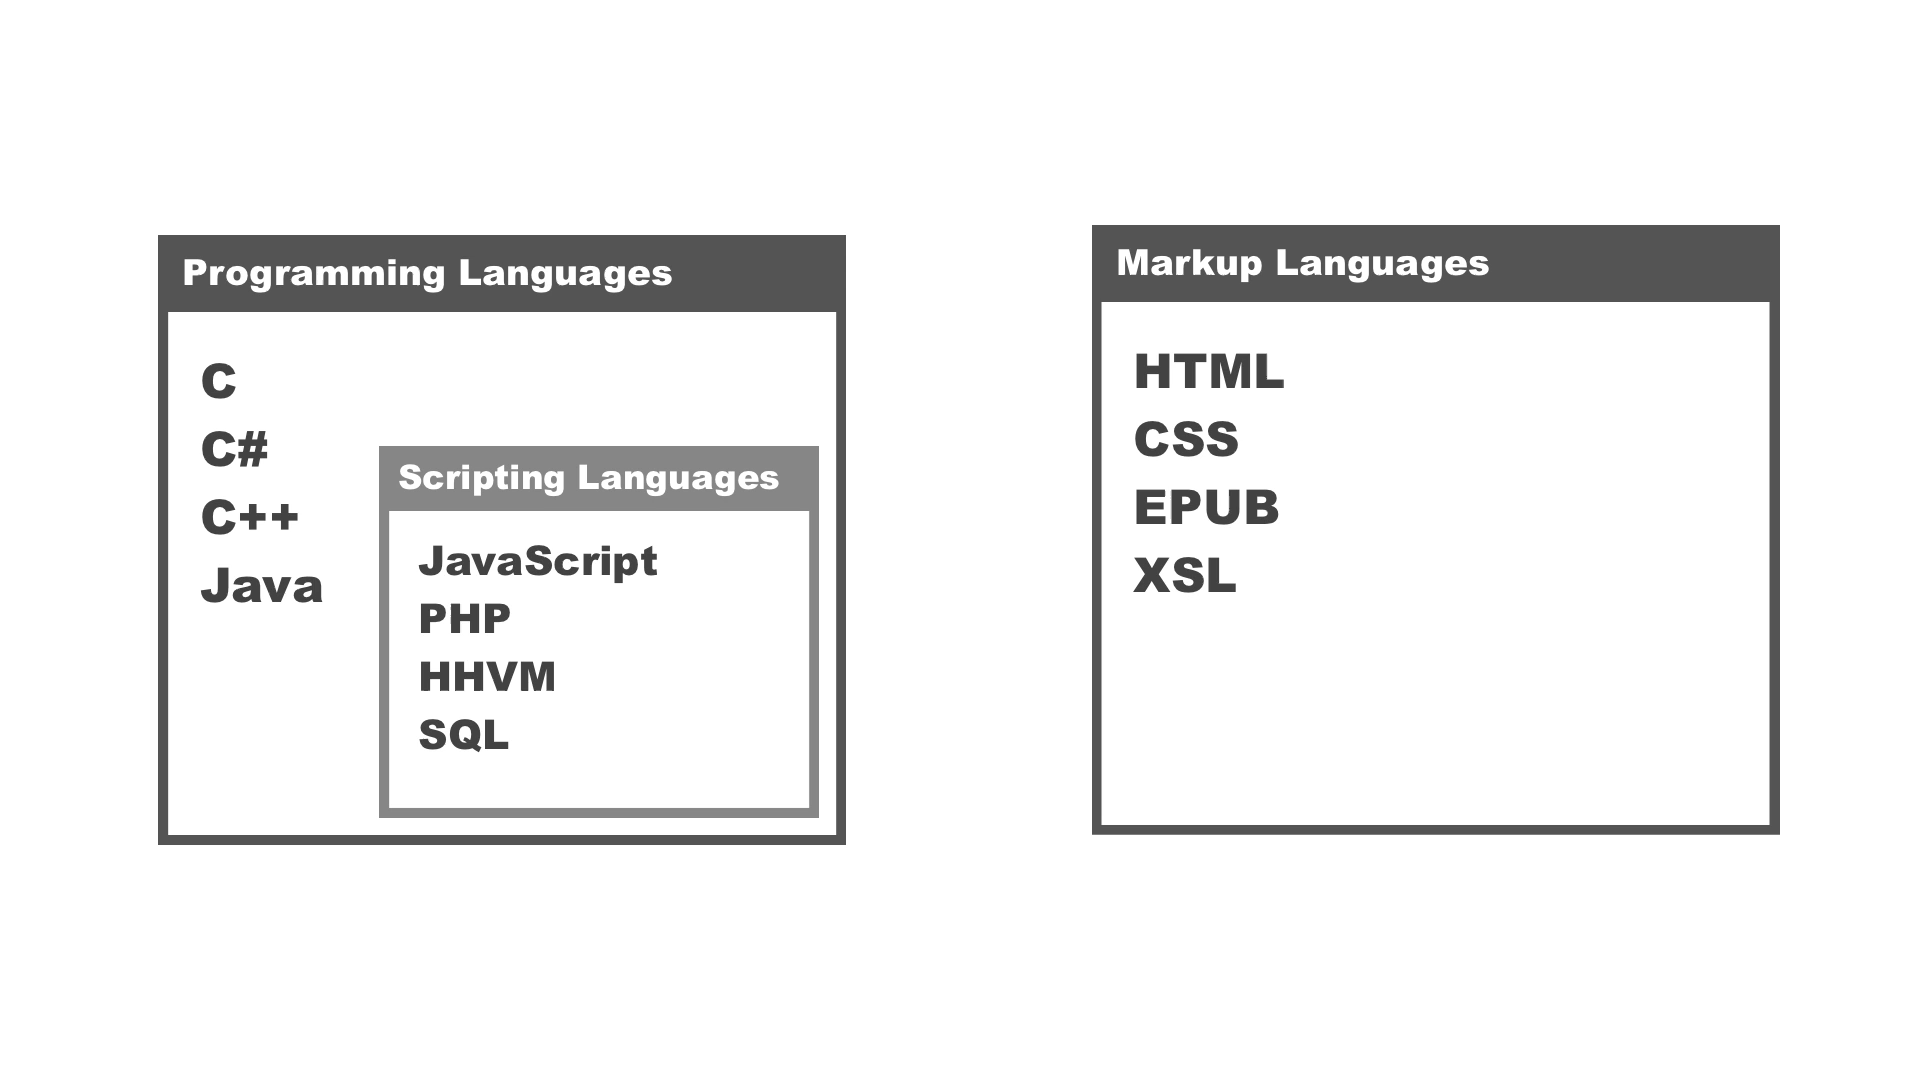 Programming Languages
C
C#
C++
Java
Scripting Languages
JavaScript
PHP
HHVM
SQL
Markup Languages
HTML
CSS
EPUB
XSL